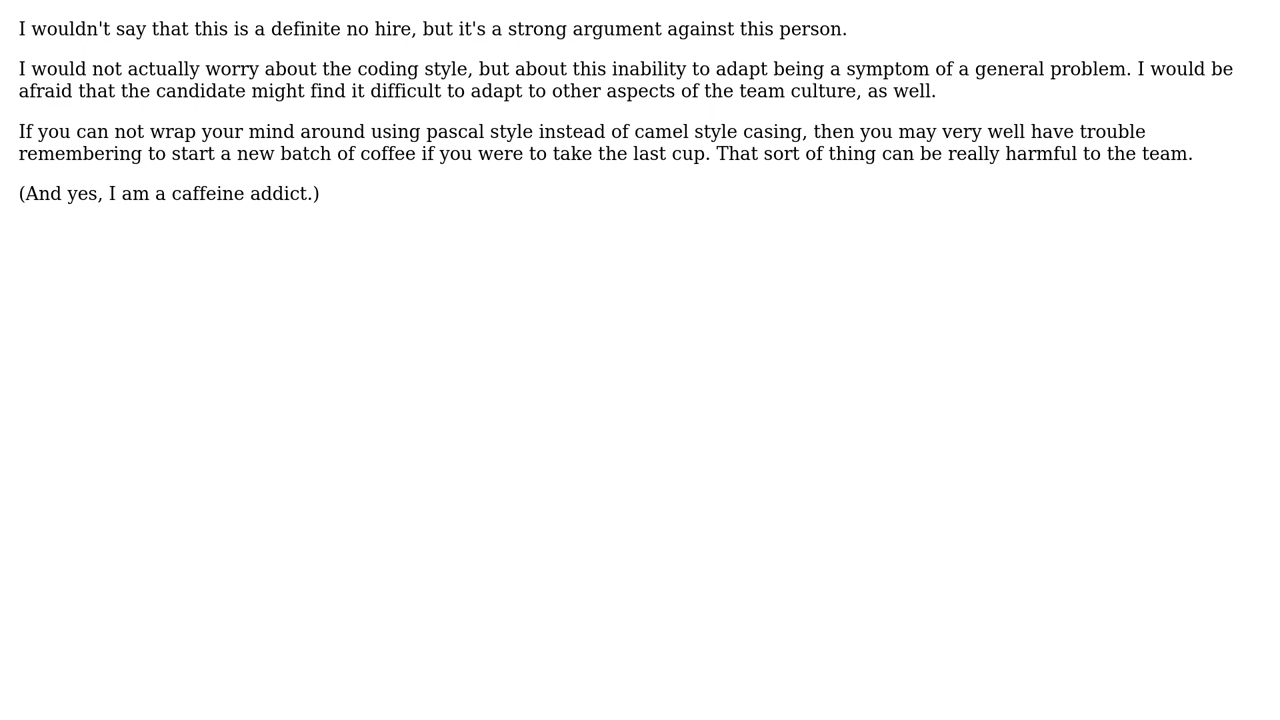 I wouldn't say that this is a definite no hire, but it's a strong argument against this person.
I would not actually worry about the coding style, but about this inability to adapt being a symptom of a general problem. I would be
afraid that the candidate might find it difficult to adapt to other aspects of the team culture, as well.
If you can not wrap your mind around using pascal style instead of camel style casing, then you may very well have trouble
remembering to start a new batch of coffee if you were to take the last cup. That sort of thing can be really harmful to the team.
(And yes, I am a caffeine addict.)